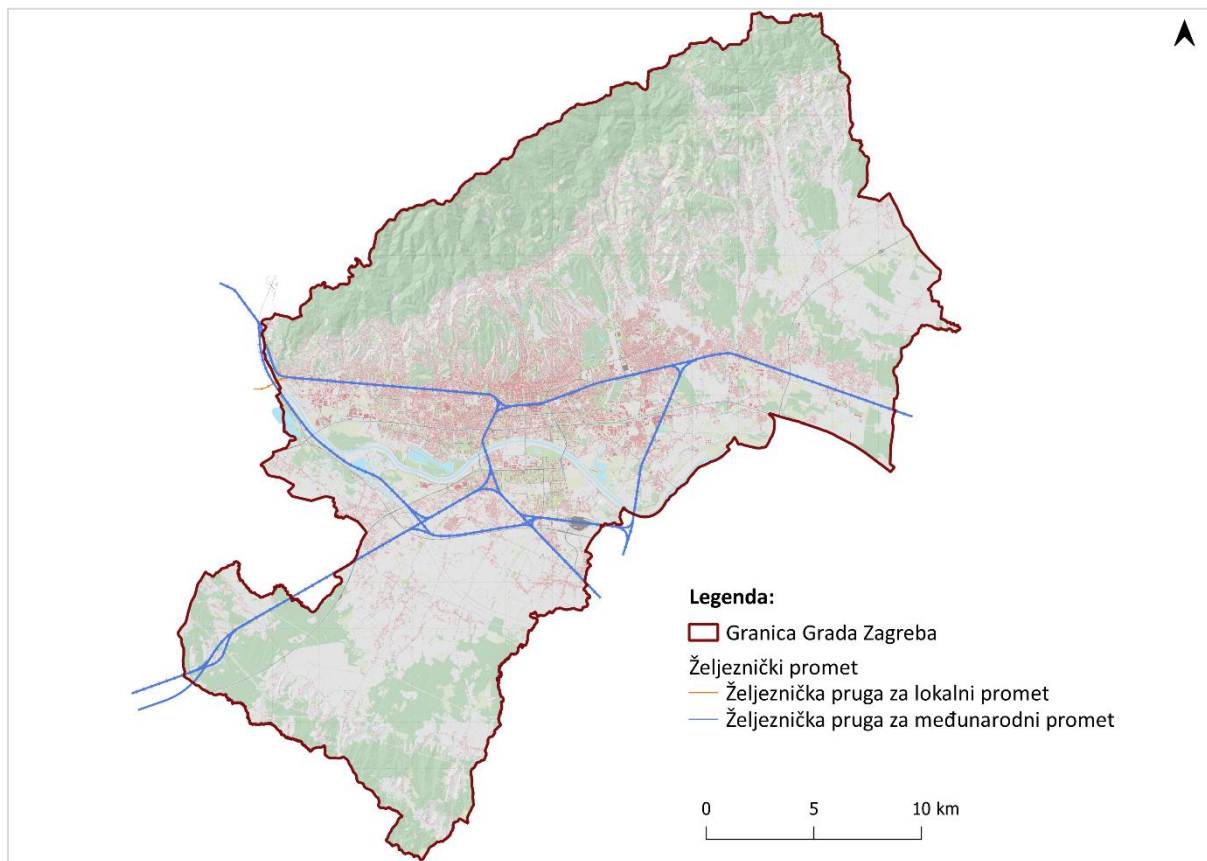 Legenda:
Granica Grada Zagreba
Željeznički promet
Željeznička pruga za lokalni promet
Željeznička pruga za međunarodni promet
0 5 10 km